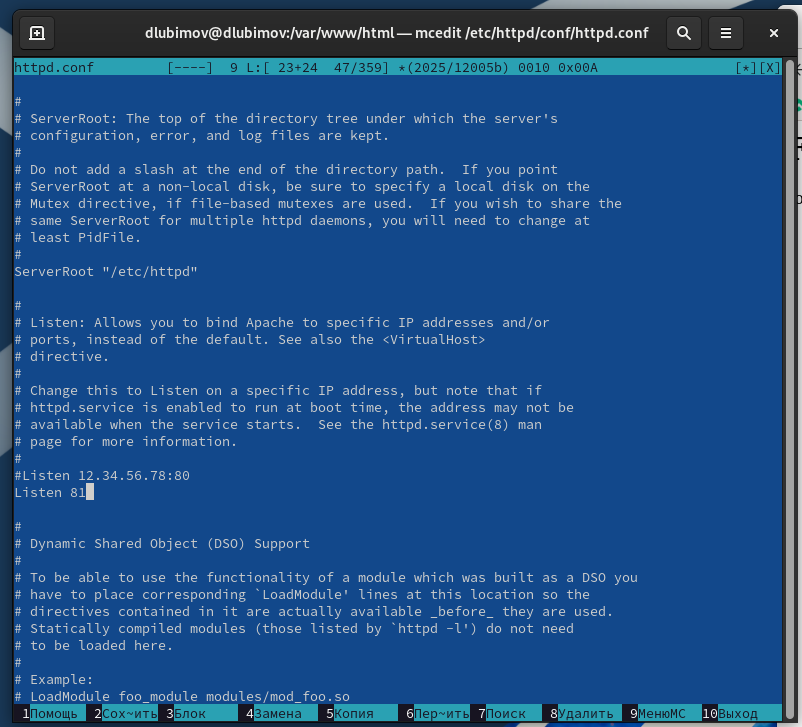 dlubimov@dlubimov:/var/www/html — mcedit /etc/httpd/conf/httpd.conf
httpd.conf         [----]  9 L:[ 23+24  47/359] *(2025/12005b) 0010 0x00A                 [*][X]
#
# ServerRoot: The top of the directory tree under which the server's
# configuration, error, and log files are kept.
#
# Do not add a slash at the end of the directory path.  If you point
# ServerRoot at a non-local disk, be sure to specify a local disk on the
# Mutex directive, if file-based mutexes are used.  If you wish to share the
# same ServerRoot for multiple httpd daemons, you will need to change at
# least PidFile.
#
ServerRoot "/etc/httpd"
#
# Listen: Allows you to bind Apache to specific IP addresses and/or
# ports, instead of the default. See also the <VirtualHost>
# directive.
#
# Change this to Listen on a specific IP address, but note that if
# httpd.service is enabled to run at boot time, the address may not be
# available when the service starts.  See the httpd.service(8) man
# page for more information.
#
#Listen 12.34.56.78:80
Listen 81
#
# Dynamic Shared Object (DSO) Support
#
# To be able to use the functionality of a module which was built as a DSO you
# have to place corresponding `LoadModule' lines at this location so the
# directives contained in it are actually available _before_ they are used.
# Statically compiled modules (those listed by `httpd -l') do not need
# to be loaded here.
#
# Example:
# LoadModule foo_module modules/mod_foo.so
1Помощь  2Сох~ить 3Блок    4Замена  5Копия   6Пер~ить 7Поиск   8Удалить 9МенюMC  10Выход